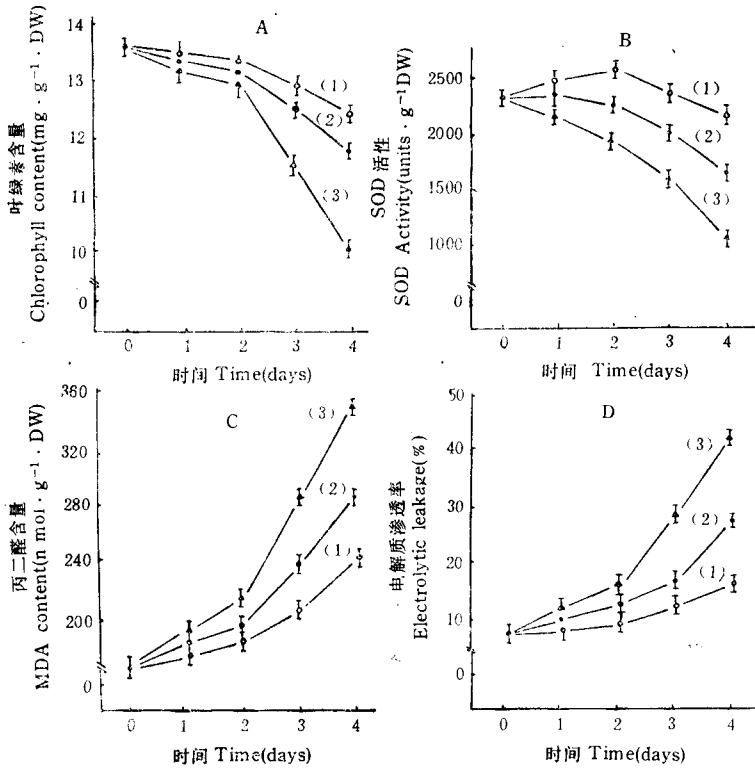 A
叶绿素含量
Chlorophyll content(mg · g⁻¹ · DW)
14
13
12
11
10
0
(1)
(2)
(3)
0 1 2 3 4
时间 Time(days)
B
SOD 活性
SOD Activity(units · g⁻¹DW)
2500
2000
1500
1000
0
(1)
(2)
(3)
0 1 2 3 4
时间 Time(days)
C
丙二醛含量
MDA content(n mol · g⁻¹ · DW)
360
320
280
240
200
0
(3)
(2)
(1)
0 1 2 3 4
时间 Time(days)
D
电解质渗透率
Electrolytic leakage(%)
50
40
30
20
10
0
(3)
(2)
(1)
0 1 2 3 4
时间 Time(days)